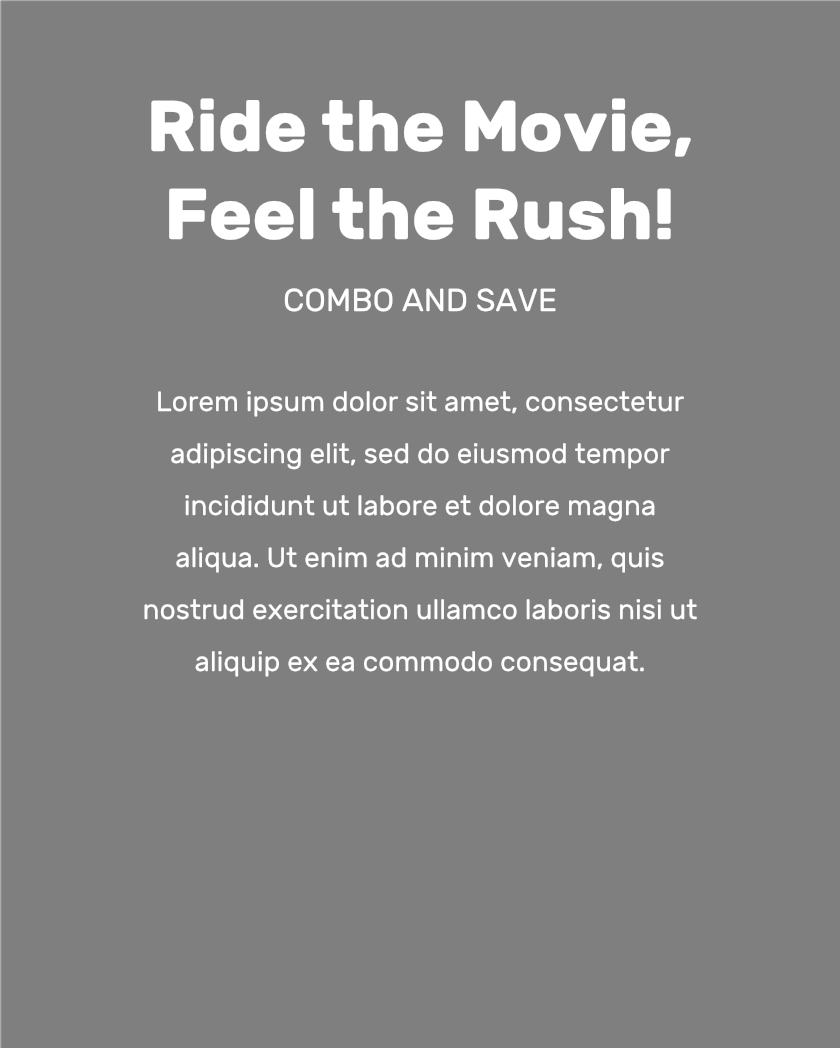 Ride the Movie,
Feel the Rush!
COMBO AND SAVE
Lorem ipsum dolor sit amet, consectetur
adipiscing elit, sed do eiusmod tempor
incididunt ut labore et dolore magna
aliqua. Ut enim ad minim veniam, quis
nostrud exercitation ullamco laboris nisi ut
aliquip ex ea commodo consequat.